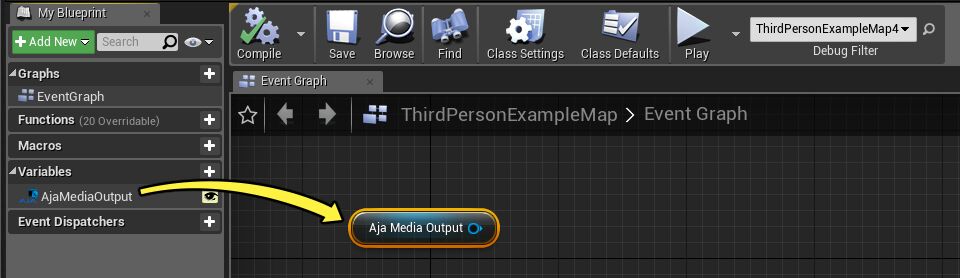 My Blueprint
Add New
Search
Graphs
EventGraph
Functions (20 Overridable)
Macros
Variables
AjaMediaOutput
Event Dispatchers
Compile
Save
Browse
Find
Class Settings
Class Defaults
Play
ThirdPersonExampleMap4
Debug Filter
Event Graph
ThirdPersonExampleMap > Event Graph
Aja Media Output